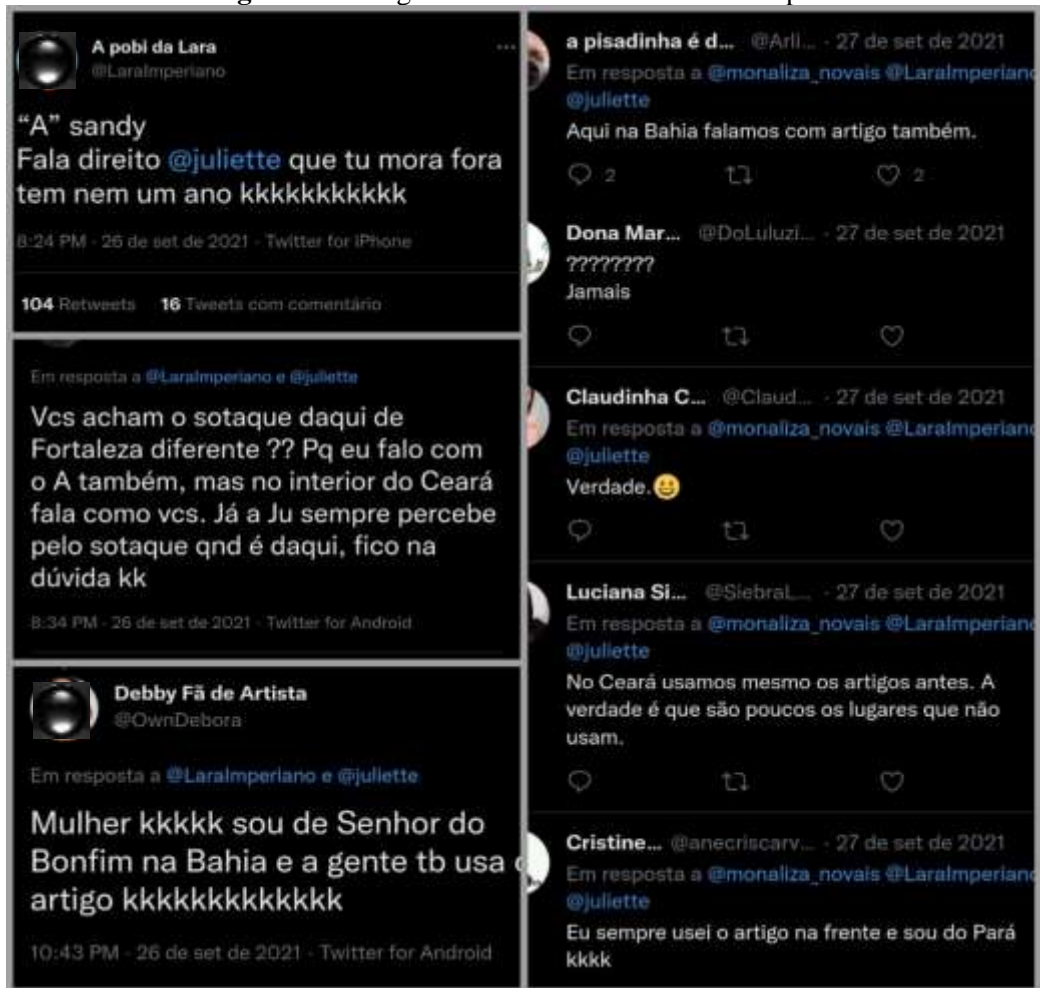 A pobi da Lara
@LaraImperiano
“A” sandy
Fala direito @juliette que tu mora fora
tem nem um ano kkkkkkkkkkk
8:24 PM · 26 de set de 2021 · Twitter for iPhone
104 Retweets 16 Tweets com comentário
Em resposta a @LaraImperiano e @juliette
Vcs acham o sotaque daqui de
Fortaleza diferente ?? Pq eu falo com
o A também, mas no interior do Ceará
fala como vcs. Já a Ju sempre percebe
pelo sotaque qnd é daqui, fico na
dúvida kk
8:34 PM · 26 de set de 2021 · Twitter for Android
Debby Fã de Artista
@OwnDebora
Em resposta a @LaraImperiano e @juliette
Mulher kkkkk sou de Senhor do
Bonfim na Bahia e a gente tb usa
artigo kkkkkkkkkkkkk
10:43 PM · 26 de set de 2021 · Twitter for Android
a pisadinha é d... @Arli... · 27 de set de 2021
Em resposta a @monaliza_novais @LaraImperiano
@juliette
Aqui na Bahia falamos com artigo também.
2 2
Dona Mar... @DoLuluzi... · 27 de set de 2021
????????
Jamais
Claudinha C... @Claud... · 27 de set de 2021
Em resposta a @monaliza_novais @LaraImperiano
@juliette
Verdade.😃
Luciana Si... @SiebraL... · 27 de set de 2021
Em resposta a @monaliza_novais @LaraImperiano
@juliette
No Ceará usamos mesmo os artigos antes. A
verdade é que são poucos os lugares que não
usam.
Cristine... @anecriscarv... · 27 de set de 2021
Em resposta a @monaliza_novais @LaraImperiano
@juliette
Eu sempre usei o artigo na frente e sou do Pará
kkkk